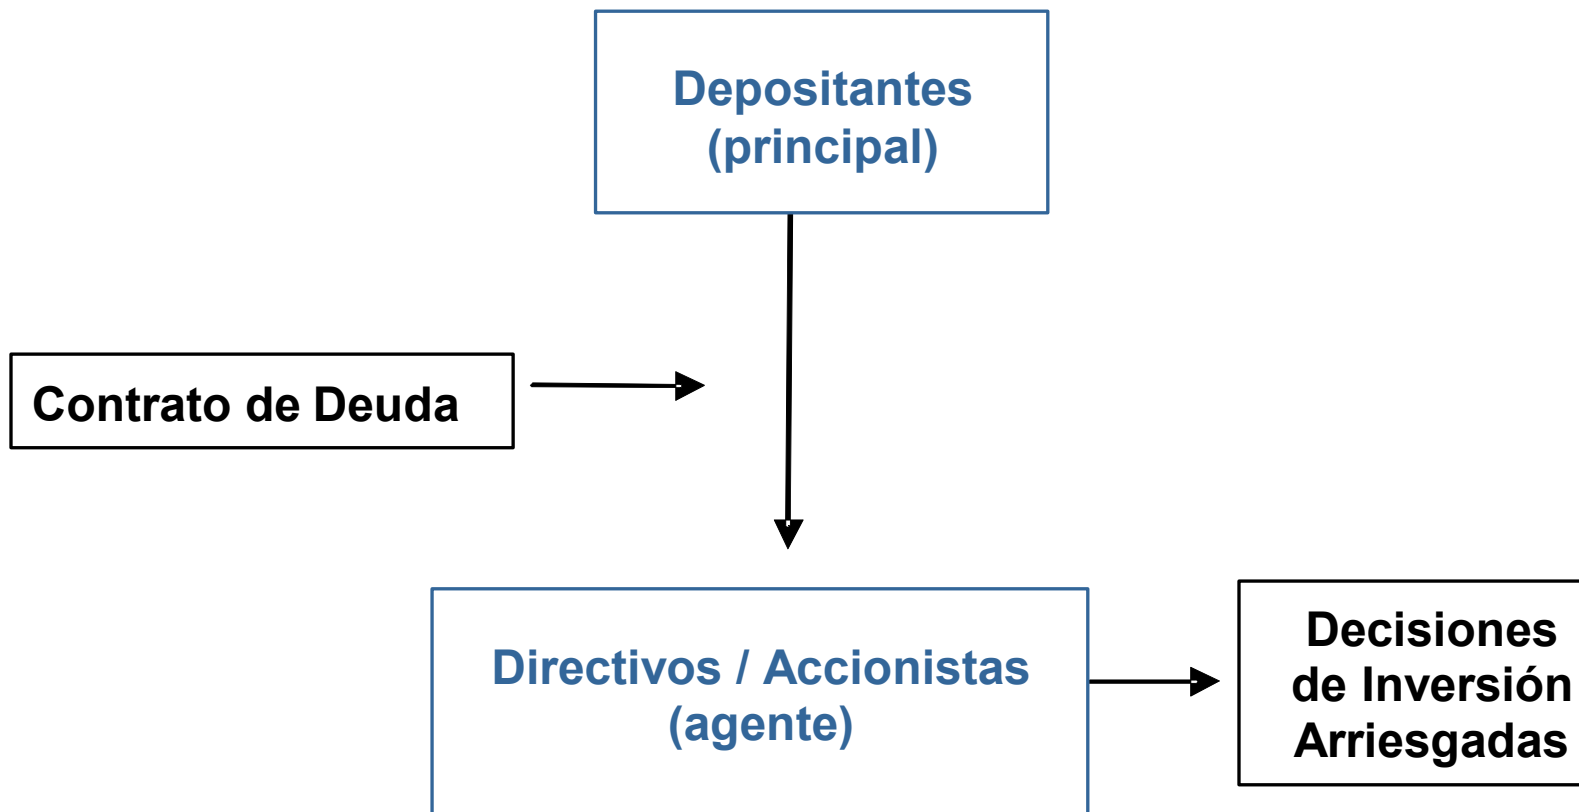 Depositantes
(principal)
Contrato de Deuda
Directivos / Accionistas
(agente)
Decisiones
de Inversión
Arriesgadas